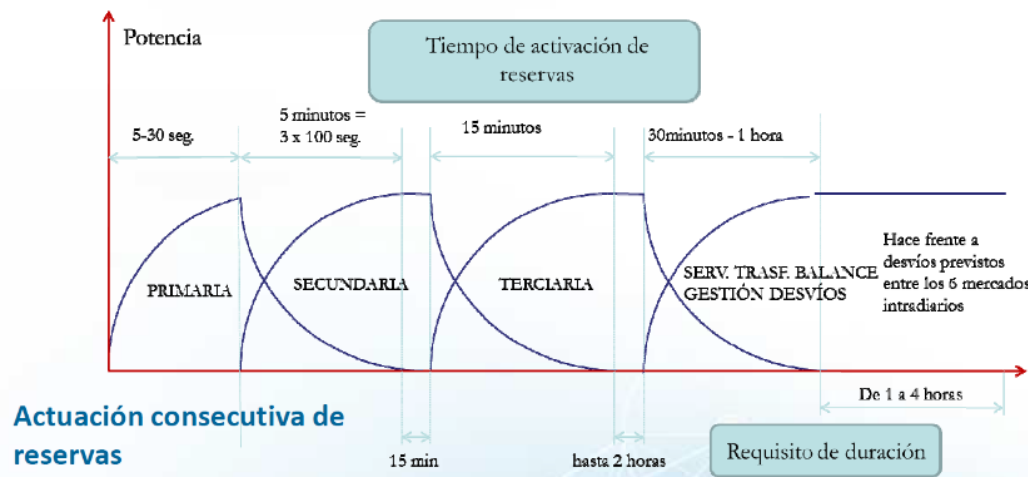 Potencia
Tiempo de activación de
reservas
5-30 seg.
5 minutos =
3 x 100 seg.
15 minutos
30minutos - 1 hora
PRIMARIA
SECUNDARIA
TERCIARIA
SERV. TRASF. BALANCE
GESTIÓN DESVÍOS
Hace frente a
desvíos previstos
entre los 6 mercados
intradiarios
De 1 a 4 horas
Actuación consecutiva de
reservas
15 min
hasta 2 horas
Requisito de duración